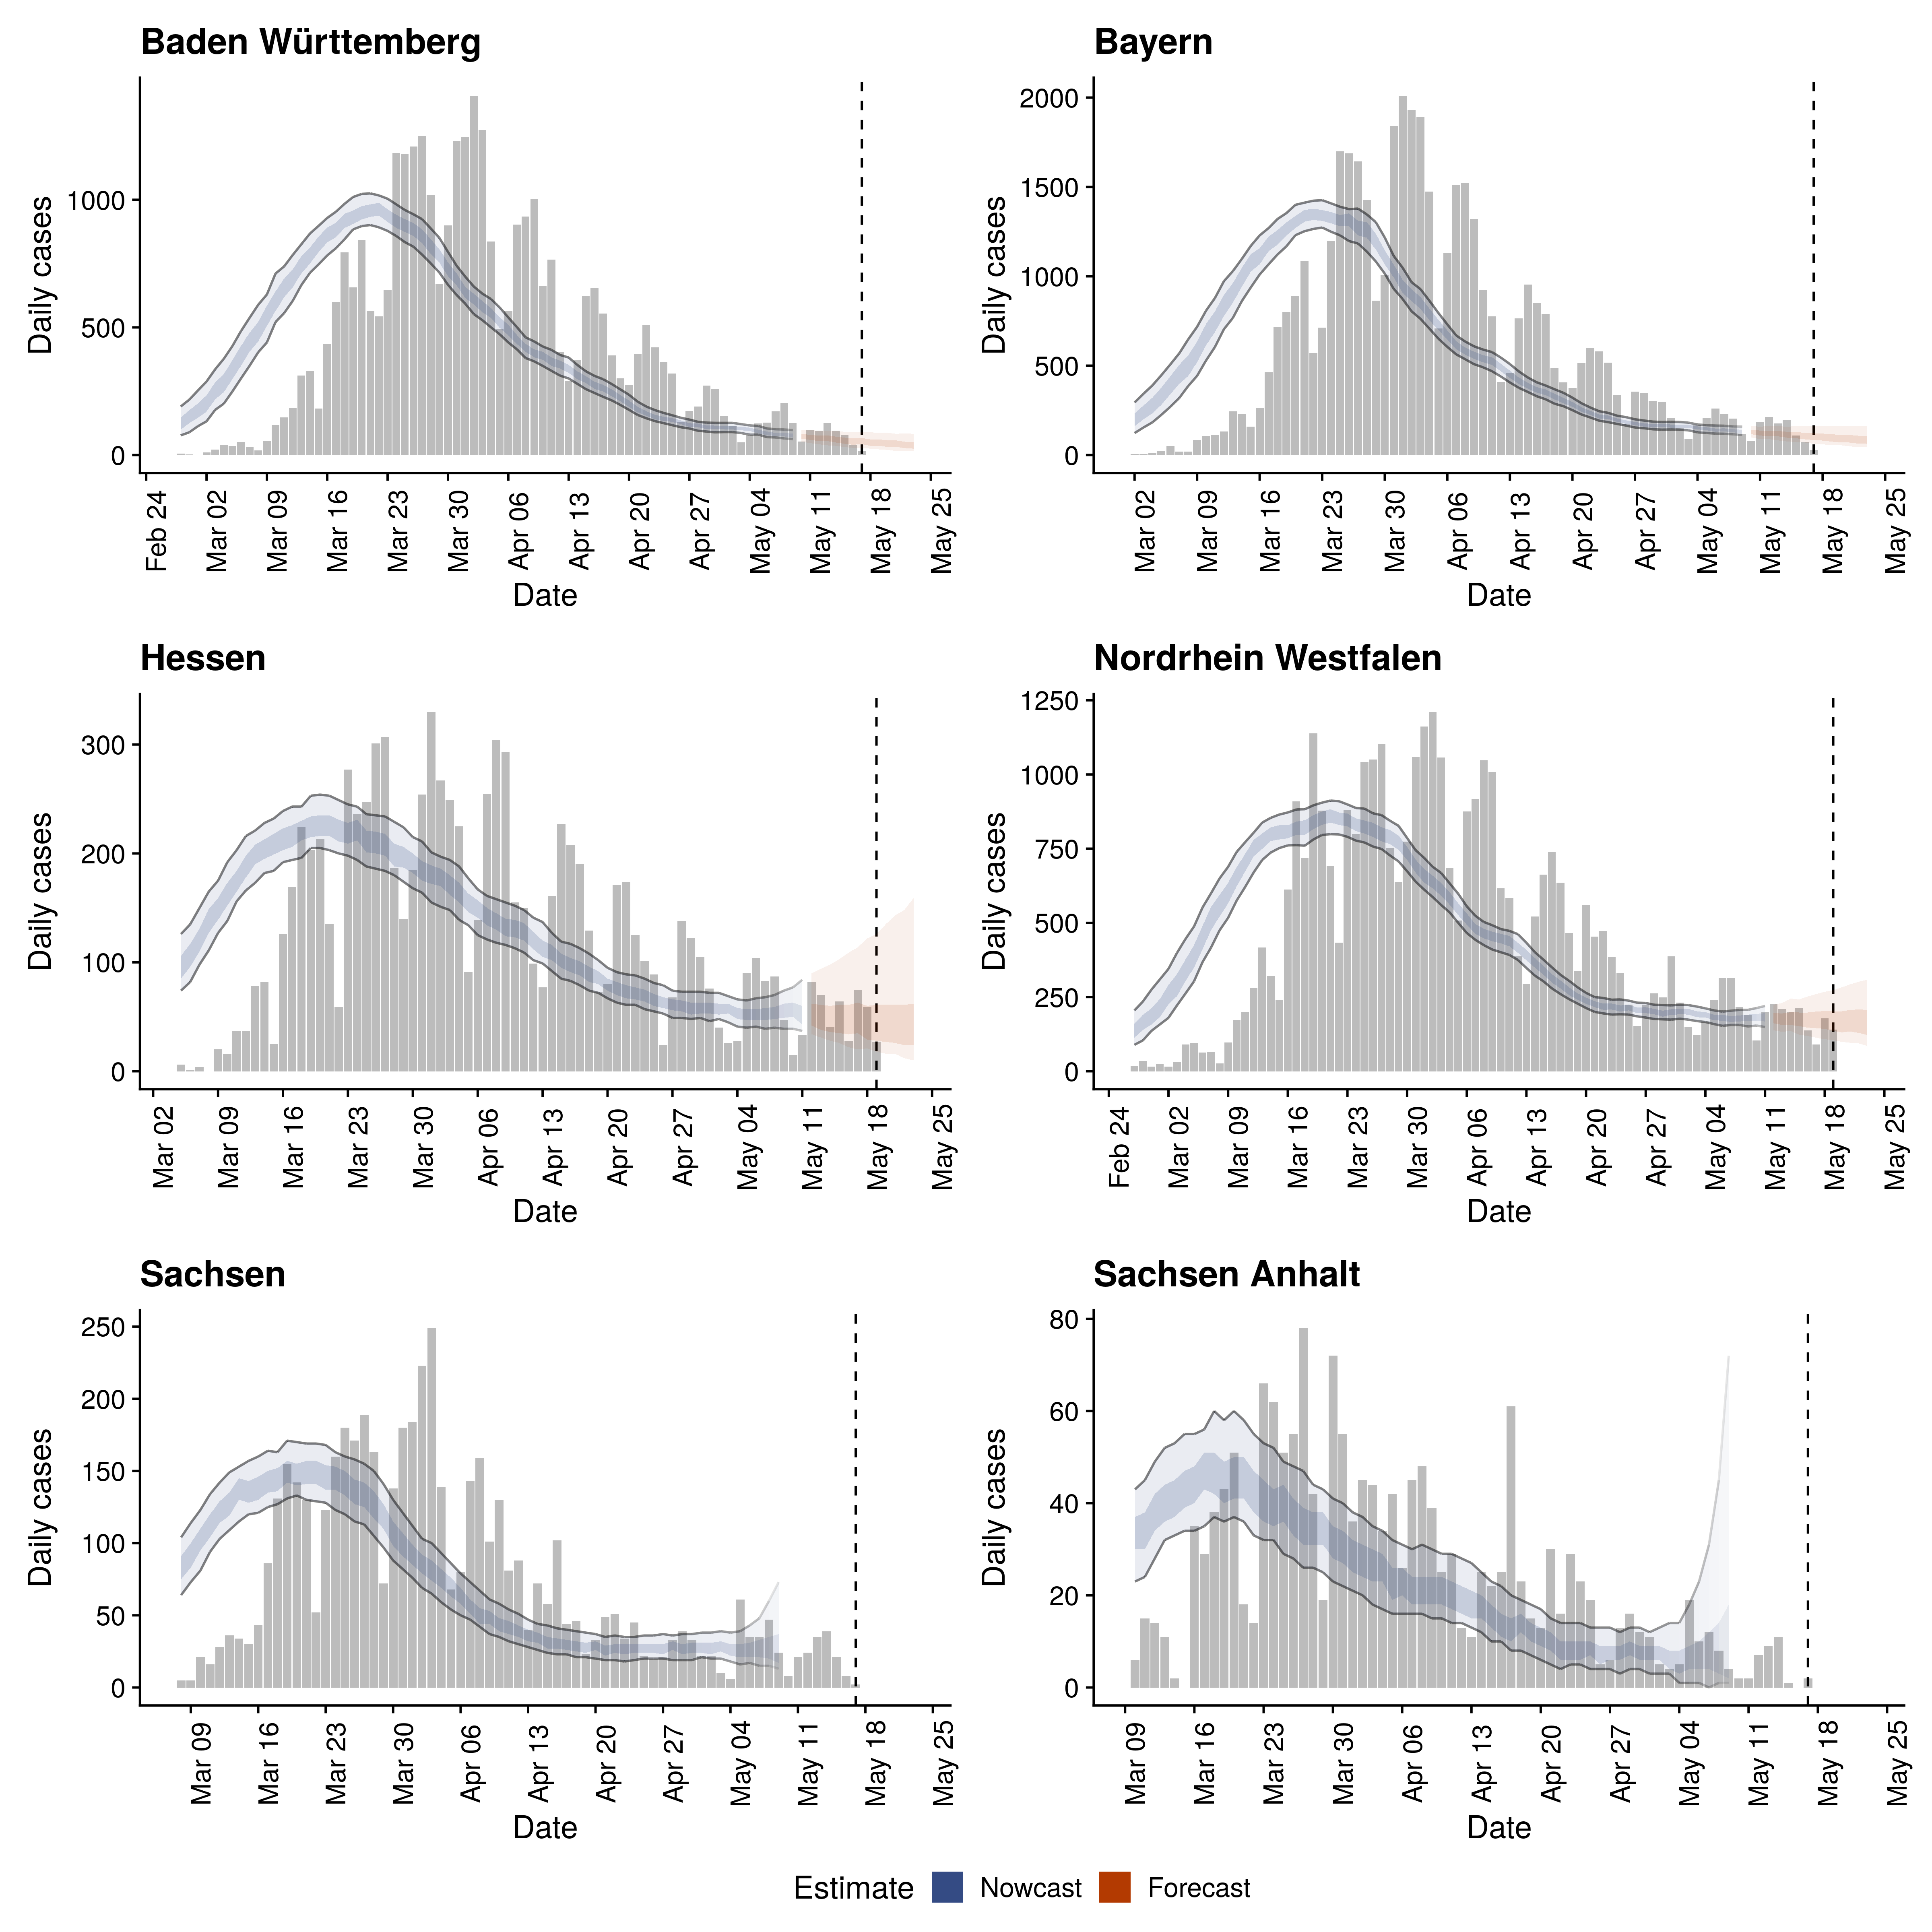 Baden Württemberg
Daily cases
1000
500
0
Feb 24
Mar 02
Mar 09
Mar 16
Mar 23
Mar 30
Apr 06
Apr 13
Apr 20
Apr 27
May 04
May 11
May 18
May 25
Date
Bayern
Daily cases
2000
1500
1000
500
0
Mar 02
Mar 09
Mar 16
Mar 23
Mar 30
Apr 06
Apr 13
Apr 20
Apr 27
May 04
May 11
May 18
May 25
Date
Hessen
Daily cases
300
200
100
0
Mar 02
Mar 09
Mar 16
Mar 23
Mar 30
Apr 06
Apr 13
Apr 20
Apr 27
May 04
May 11
May 18
May 25
Date
Nordrhein Westfalen
Daily cases
1250
1000
750
500
250
0
Feb 24
Mar 02
Mar 09
Mar 16
Mar 23
Mar 30
Apr 06
Apr 13
Apr 20
Apr 27
May 04
May 11
May 18
May 25
Date
Sachsen
Daily cases
250
200
150
100
50
0
Mar 09
Mar 16
Mar 23
Mar 30
Apr 06
Apr 13
Apr 20
Apr 27
May 04
May 11
May 18
May 25
Date
Sachsen Anhalt
Daily cases
80
60
40
20
0
Mar 09
Mar 16
Mar 23
Mar 30
Apr 06
Apr 13
Apr 20
Apr 27
May 04
May 11
May 18
May 25
Date
Estimate Nowcast Forecast